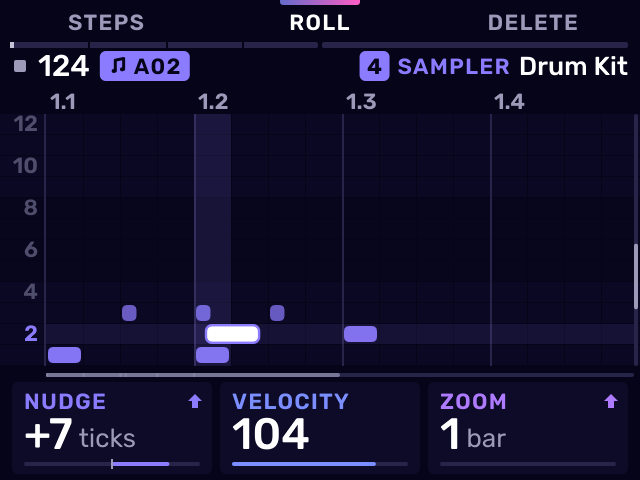 STEPS ROLL DELETE
124 A02 4 SAMPLER Drum Kit
1.1 1.2 1.3 1.4
12
10
8
6
4
2
NUDGE VELOCITY ZOOM
+7 ticks 104 1 bar